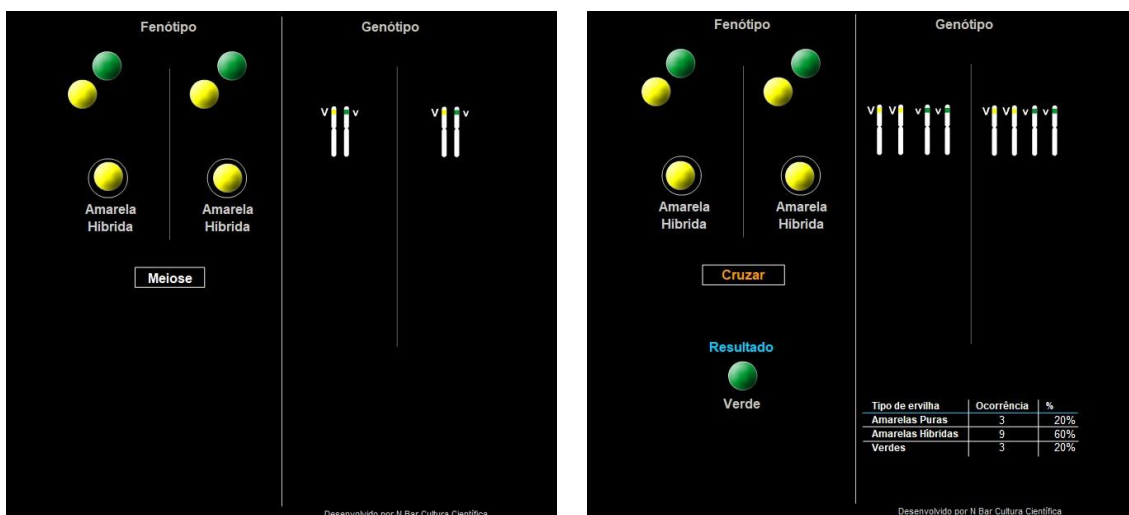 Fenótipo
Genótipo
V v
V v
Amarela
Híbrida
Amarela
Híbrida
Meiose
Desenvolvido por N Bar Cultura Científica
Fenótipo
Genótipo
V V v v
V V v v
Amarela
Híbrida
Amarela
Híbrida
Cruzar
Resultado
Verde
Tipo de ervilha Ocorrência %
Amarelas Puras 3 20%
Amarelas Híbridas 9 60%
Verdes 3 20%
Desenvolvido por N Bar Cultura Científica